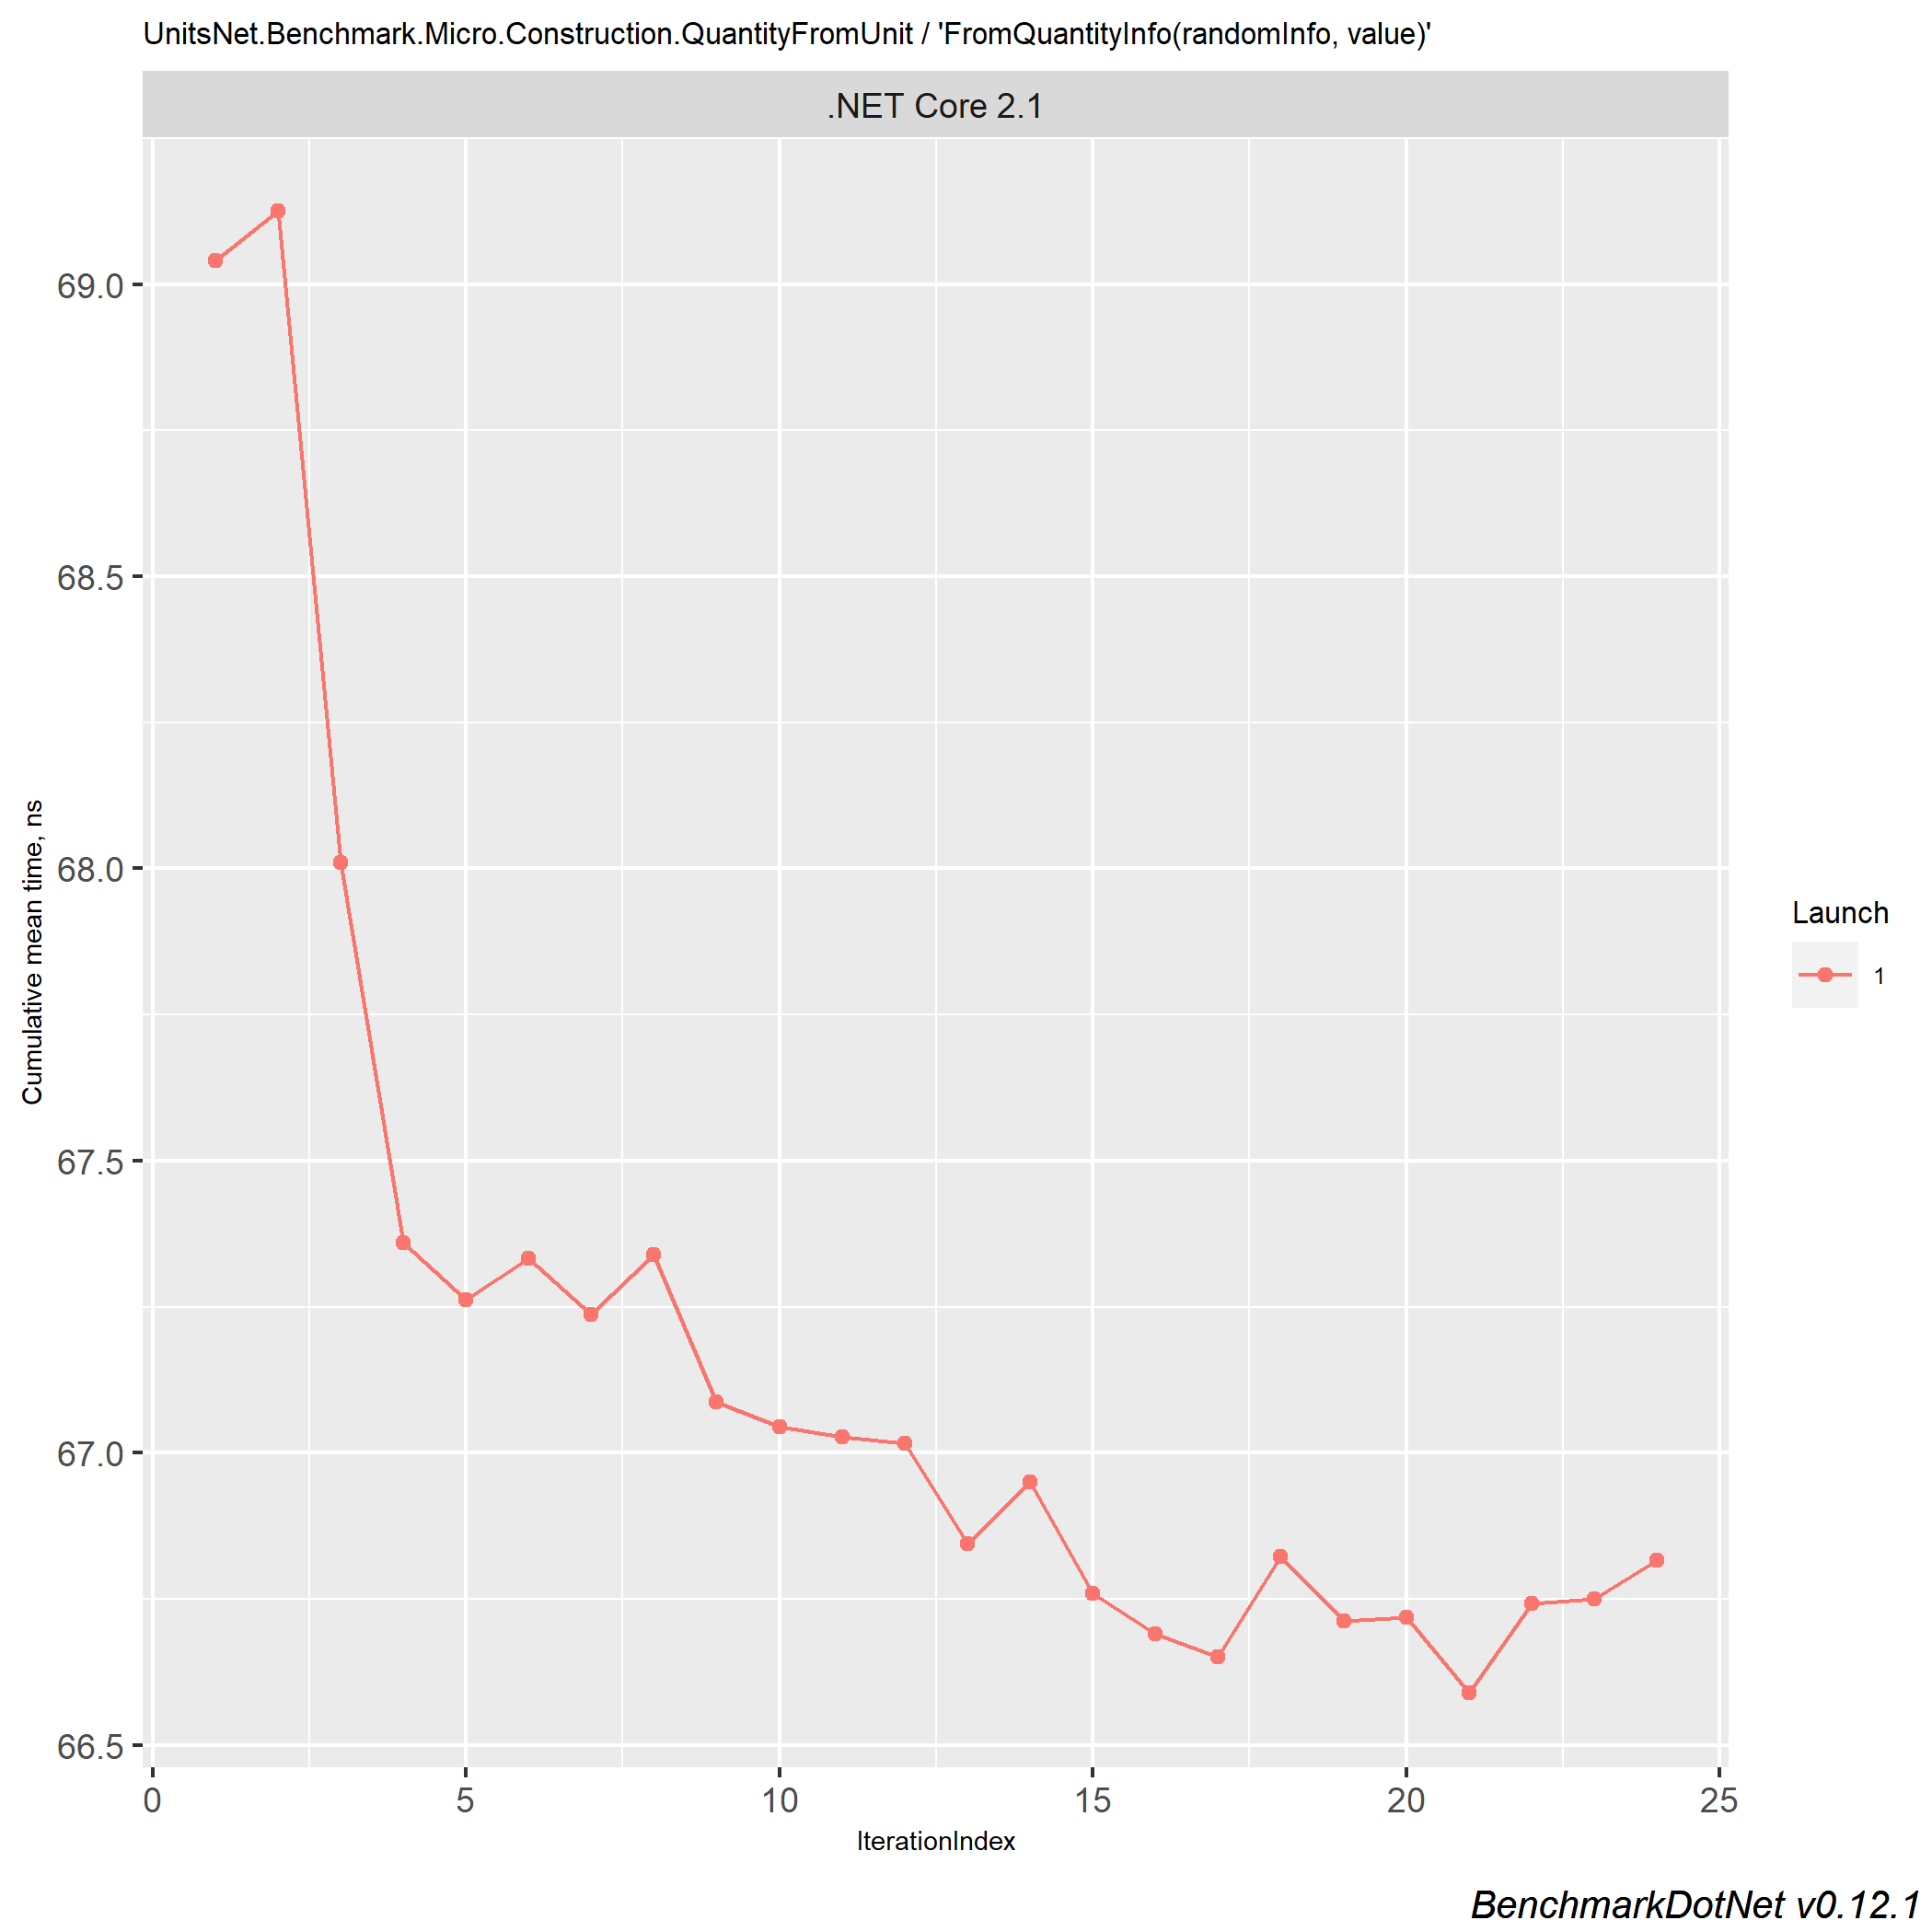 UnitsNet.Benchmark.Micro.Construction.QuantityFromUnit / 'FromQuantityInfo(randomInfo, value)'
.NET Core 2.1
Cumulative mean time, ns
69.0
68.5
68.0
67.5
67.0
66.5
0 5 10 15 20 25
IterationIndex
Launch
1
BenchmarkDotNet v0.12.1